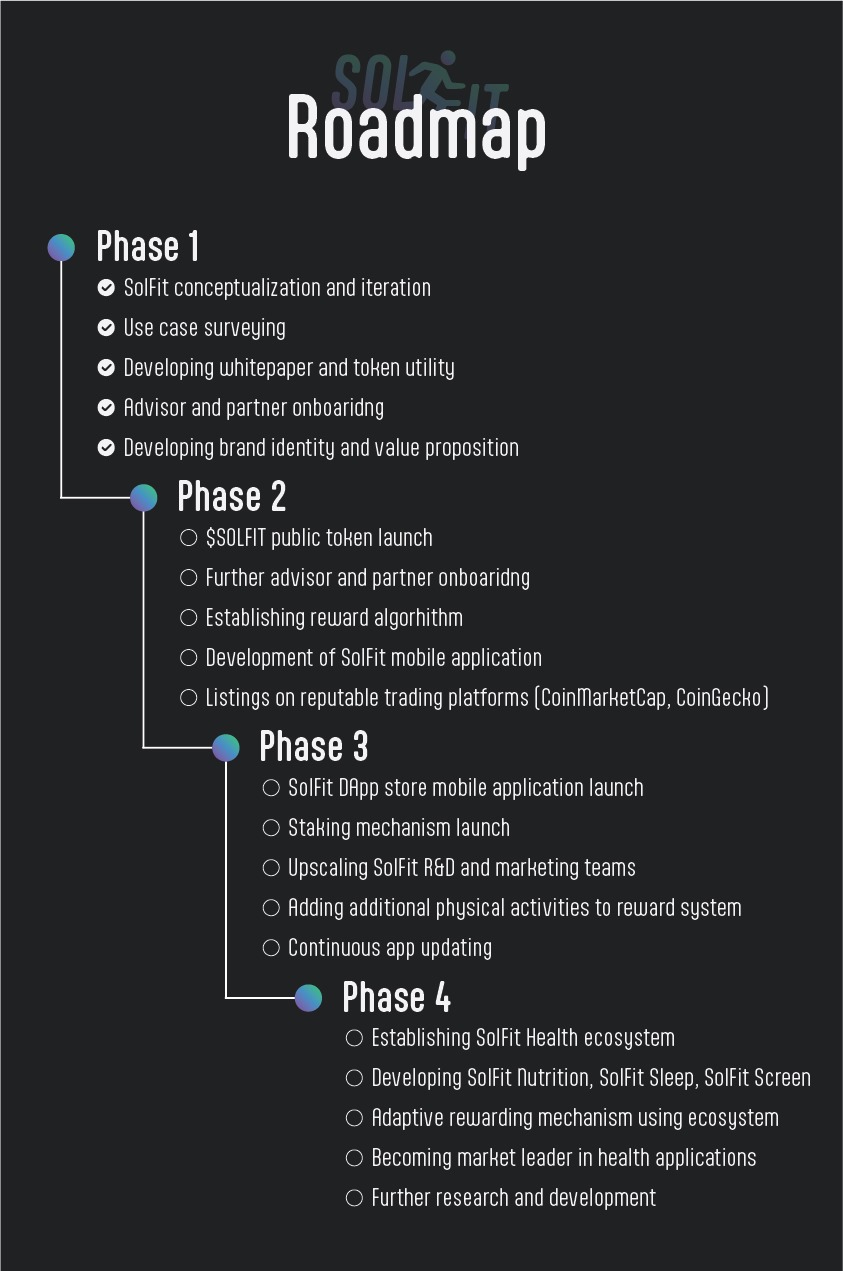 SOLFIT
Roadmap
Phase 1
SolFit conceptualization and iteration
Use case surveying
Developing whitepaper and token utility
Advisor and partner onboaridng
Developing brand identity and value proposition
Phase 2
$SOLFIT public token launch
Further advisor and partner onboaridng
Establishing reward algorhithm
Development of SolFit mobile application
Listings on reputable trading platforms (CoinMarketCap, CoinGecko)
Phase 3
SolFit DApp store mobile application launch
Staking mechanism launch
Upscaling SolFit R&D and marketing teams
Adding additional physical activities to reward system
Continuous app updating
Phase 4
Establishing SolFit Health ecosystem
Developing SolFit Nutrition, SolFit Sleep, SolFit Screen
Adaptive rewarding mechanism using ecosystem
Becoming market leader in health applications
Further research and development